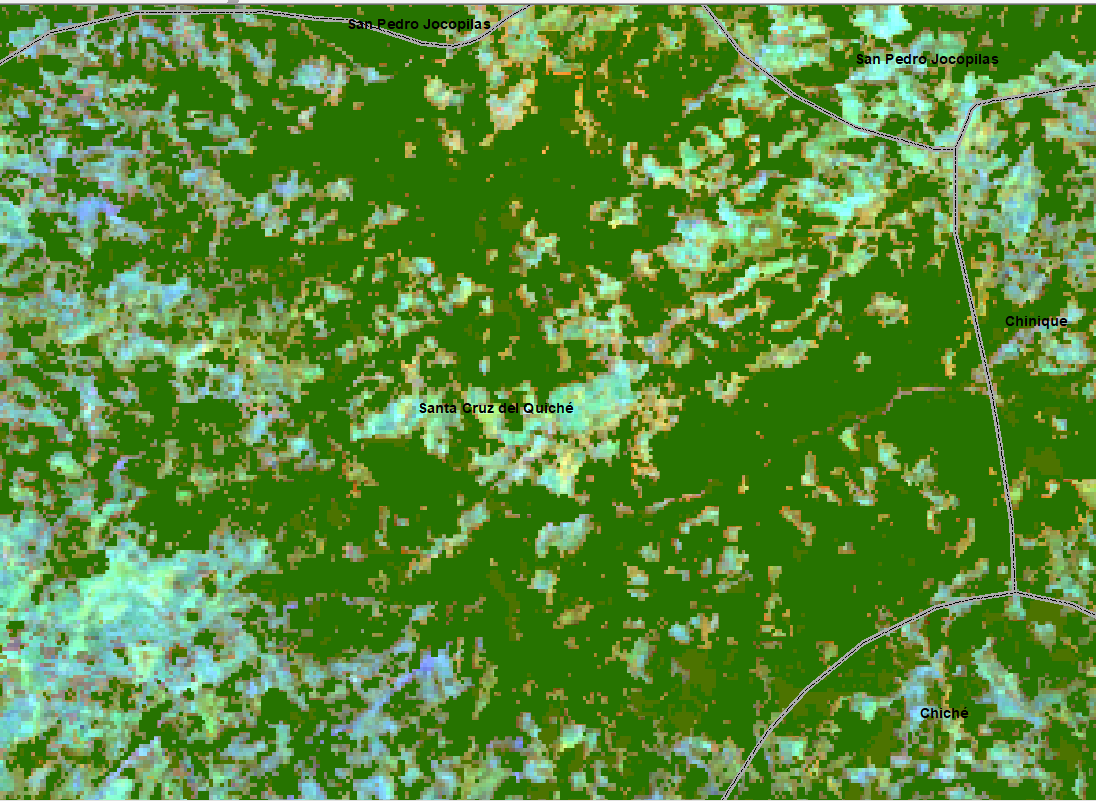 San Pedro Jocopilas
San Pedro Jocopilas
Chinique
Santa Cruz del Quiché
Chiché